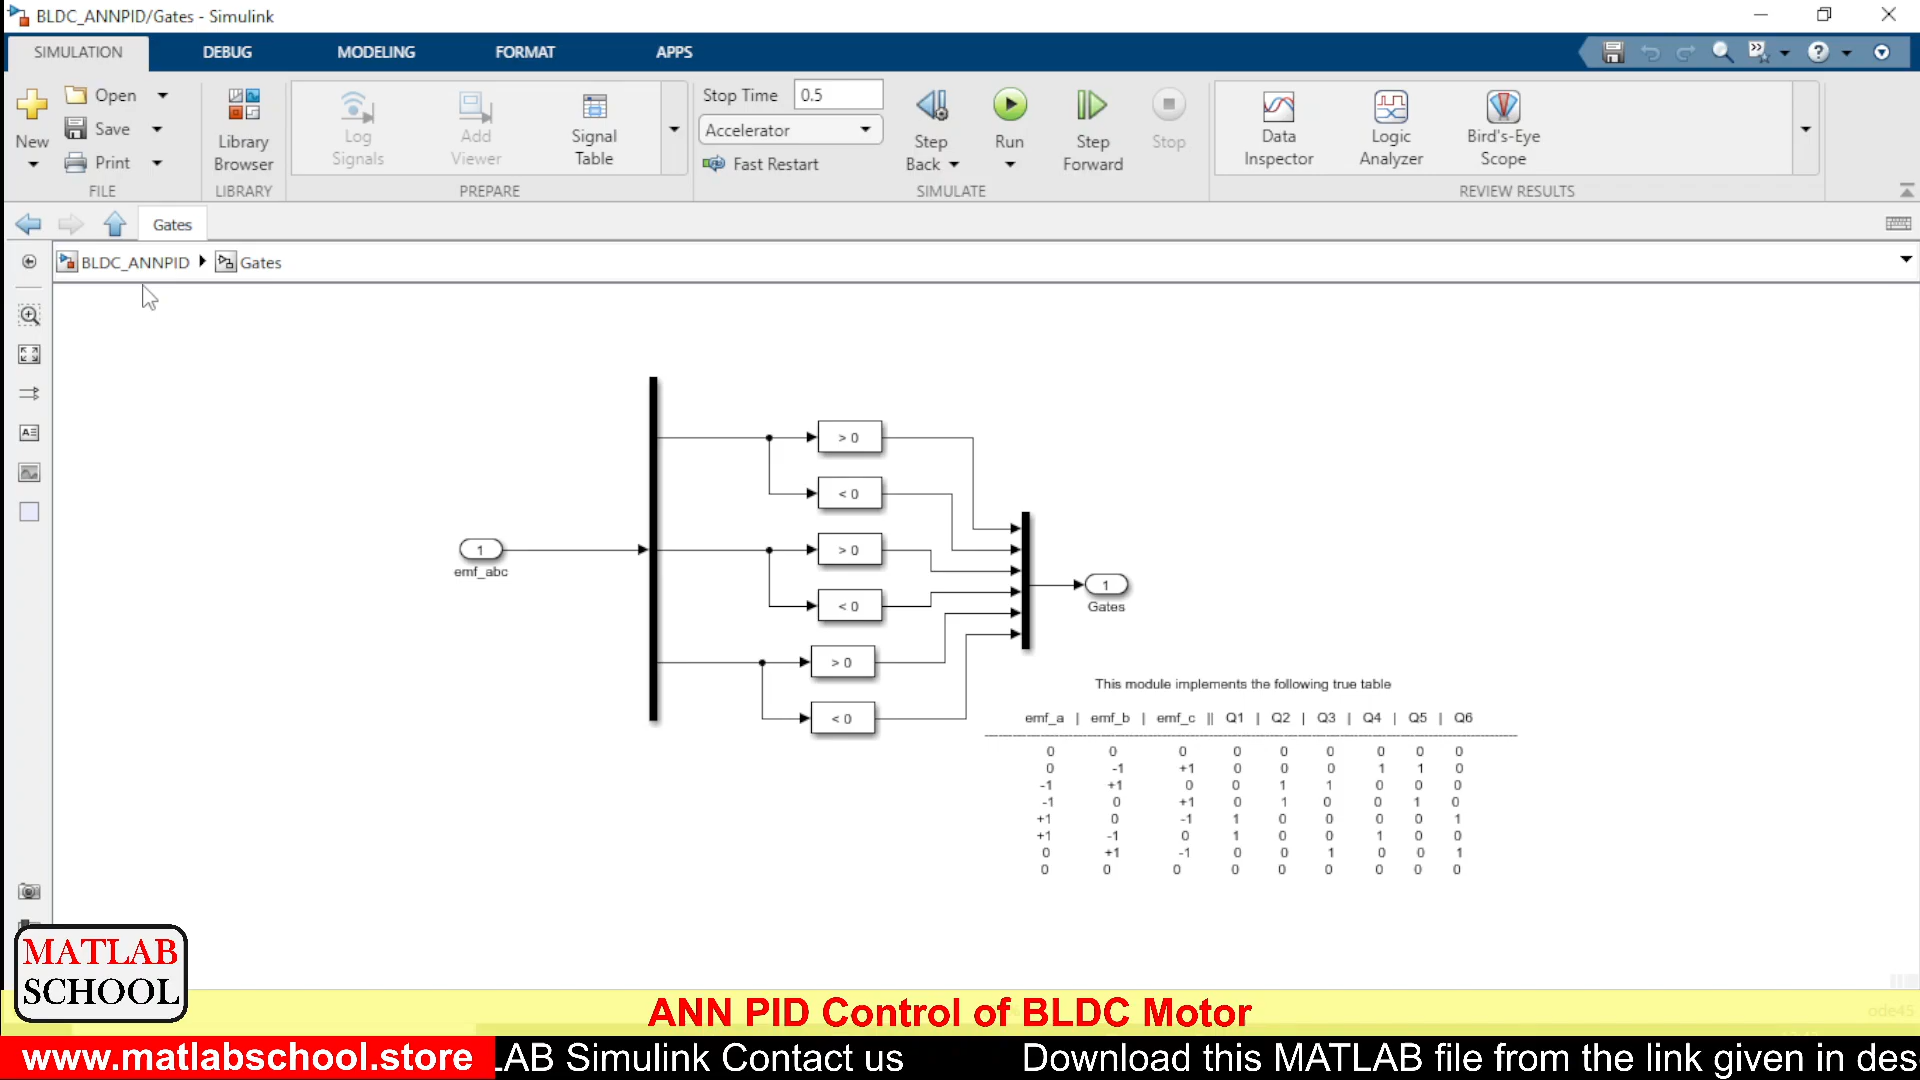 BLDC_ANNPID/Gates - Simulink
SIMULATION DEBUG MODELING FORMAT APPS
New
Open
Save
Print
FILE
Library
Browser
LIBRARY
Log
Signals
Add
Viewer
Signal
Table
PREPARE
Stop Time 0.5
Accelerator
Fast Restart
Step
Back
Run
Step
Forward
Stop
SIMULATE
Data
Inspector
Logic
Analyzer
Bird's-Eye
Scope
REVIEW RESULTS
Gates
BLDC_ANNPID Gates
> 0
< 0
1
emf_abc
> 0
< 0
1
Gates
> 0
< 0
This module implements the following true table
emf_a | emf_b | emf_c || Q1 | Q2 | Q3 | Q4 | Q5 | Q6
0 0 0 0 0 0 0 0 0
0 -1 +1 0 0 0 1 1 0
-1 +1 0 0 1 1 0 0 0
-1 0 +1 0 1 0 0 1 0
+1 0 -1 1 0 0 0 0 1
+1 -1 0 1 0 0 1 0 0
0 +1 -1 0 0 1 0 0 1
0 0 0 0 0 0 0 0 0
MATLAB
SCHOOL
ode45
ANN PID Control of BLDC Motor
www.matlabschool.store
LAB Simulink Contact us Download this MATLAB file from the link given in des